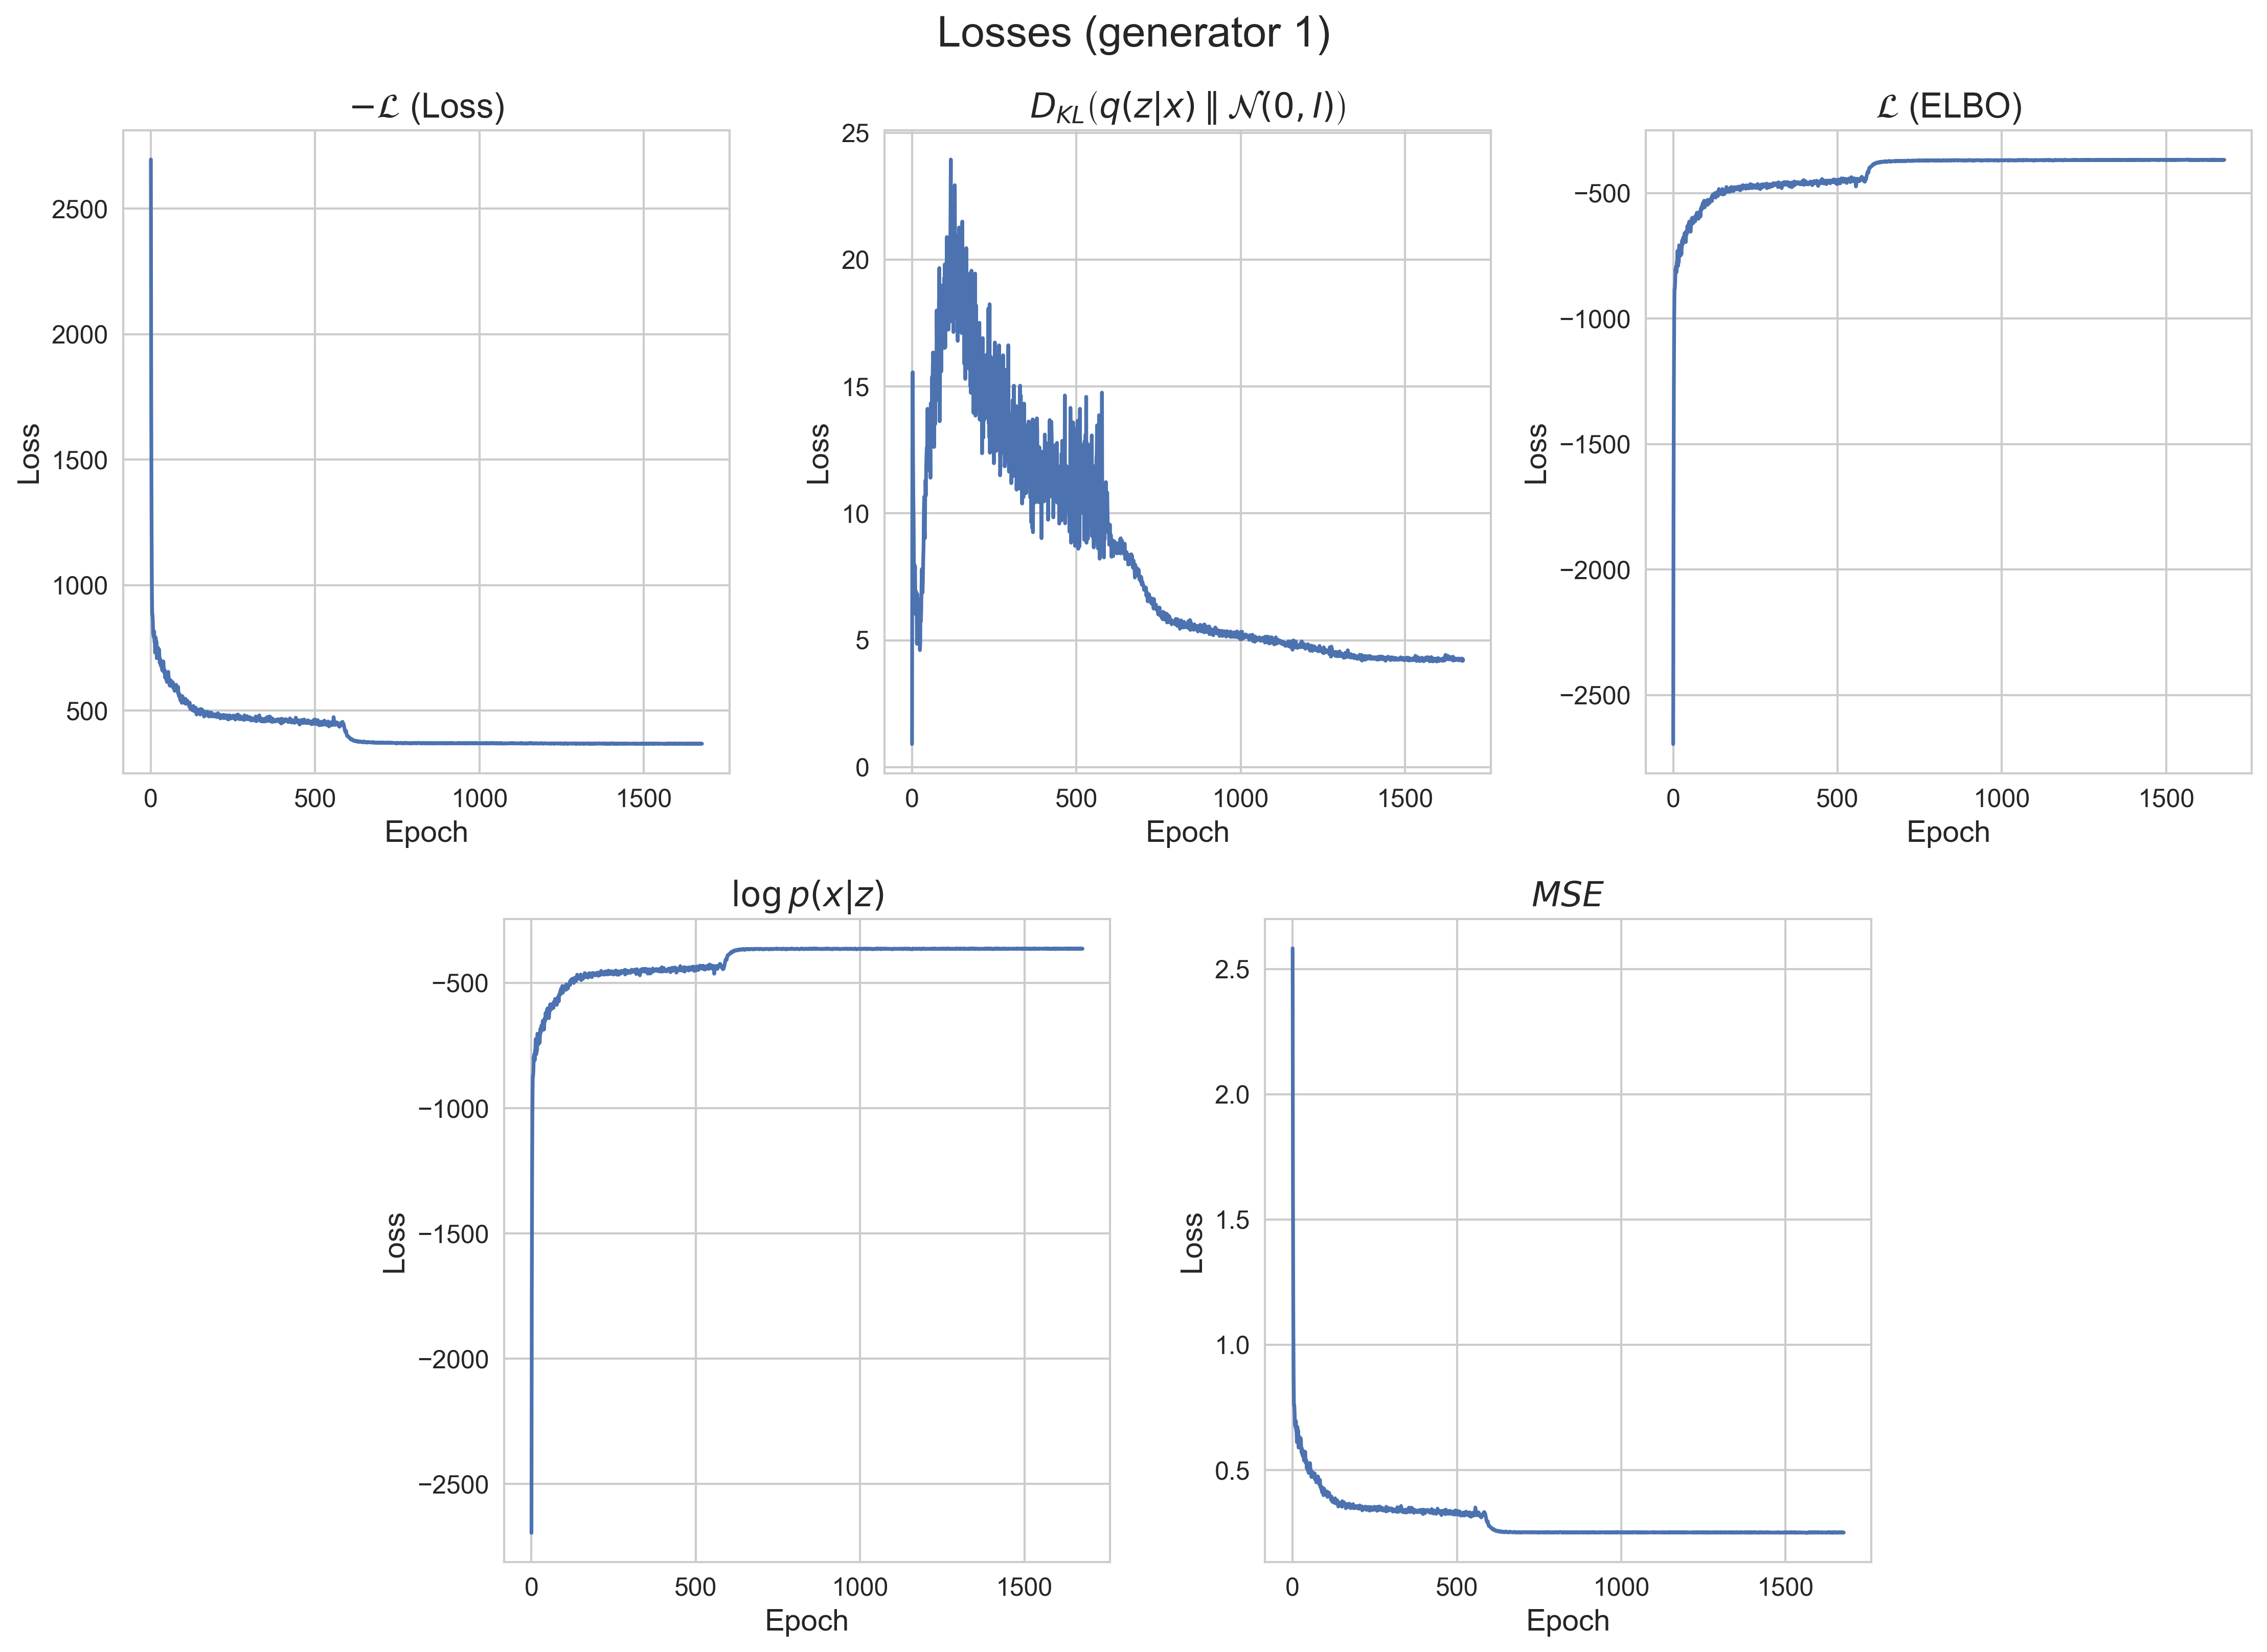 Losses (generator 1)
−ℒ (Loss)
2500
2000
1500
1000
500
Loss
0 500 1000 1500
Epoch
D_{KL}(q(z|x) ∥ 𝒩(0, I))
25
20
15
10
5
0
Loss
0 500 1000 1500
Epoch
ℒ (ELBO)
−500
−1000
−1500
−2000
−2500
Loss
0 500 1000 1500
Epoch
log p(x|z)
−500
−1000
−1500
−2000
−2500
Loss
0 500 1000 1500
Epoch
MSE
2.5
2.0
1.5
1.0
0.5
Loss
0 500 1000 1500
Epoch